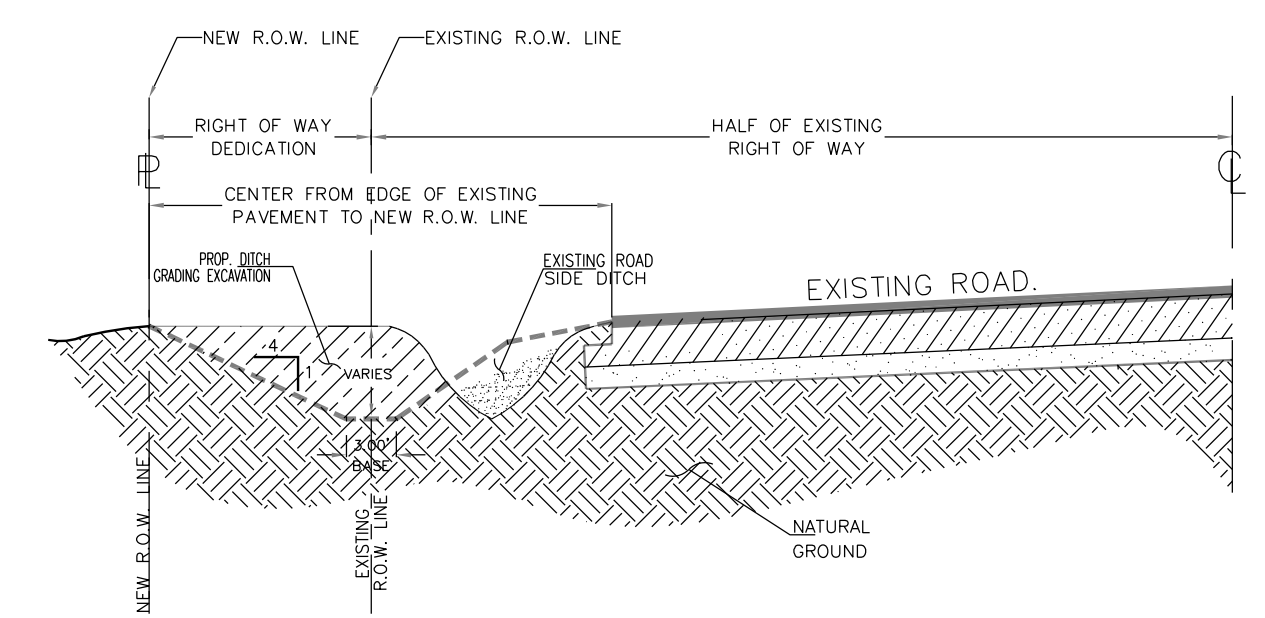 NEW R.O.W. LINE
EXISTING R.O.W. LINE
RIGHT OF WAY
DEDICATION
HALF OF EXISTING
RIGHT OF WAY
PL
CL
CENTER FROM EDGE OF EXISTING
PAVEMENT TO NEW R.O.W. LINE
PROP. DITCH
GRADING EXCAVATION
EXISTING ROAD
SIDE DITCH
EXISTING ROAD.
4
1
VARIES
3.00'
BASE
NEW R.O.W. LINE
EXISTING
R.O.W. LINE
NATURAL
GROUND